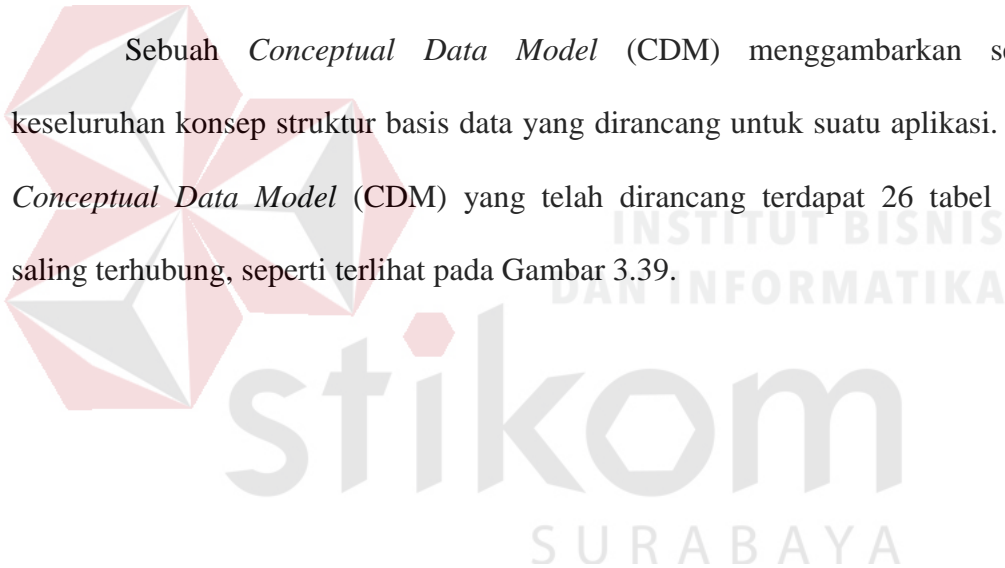 Sebuah Conceptual Data Model (CDM) menggambarkan
keseluruhan konsep struktur basis data yang dirancang untuk suatu aplikasi.
Conceptual Data Model (CDM) yang telah dirancang terdapat 26 tabel
saling terhubung, seperti terlihat pada Gambar 3.39.
INSTITUT BISNIS
DAN INFORMATIKA
stikom
SURABAYA